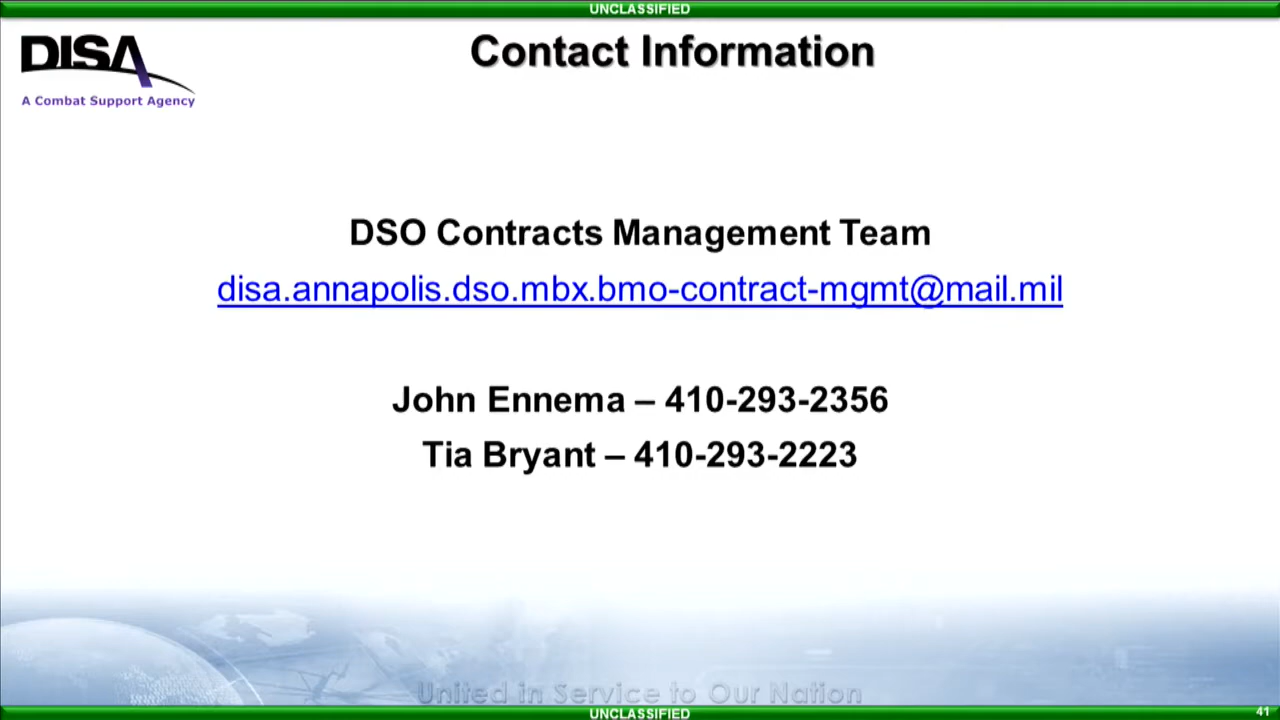 UNCLASSIFIED
DISA
A Combat Support Agency
Contact Information
DSO Contracts Management Team
disa.annapolis.dso.mbx.bmo-contract-mgmt@mail.mil
John Ennema – 410-293-2356
Tia Bryant – 410-293-2223
United in Service to Our Nation
UNCLASSIFIED
41